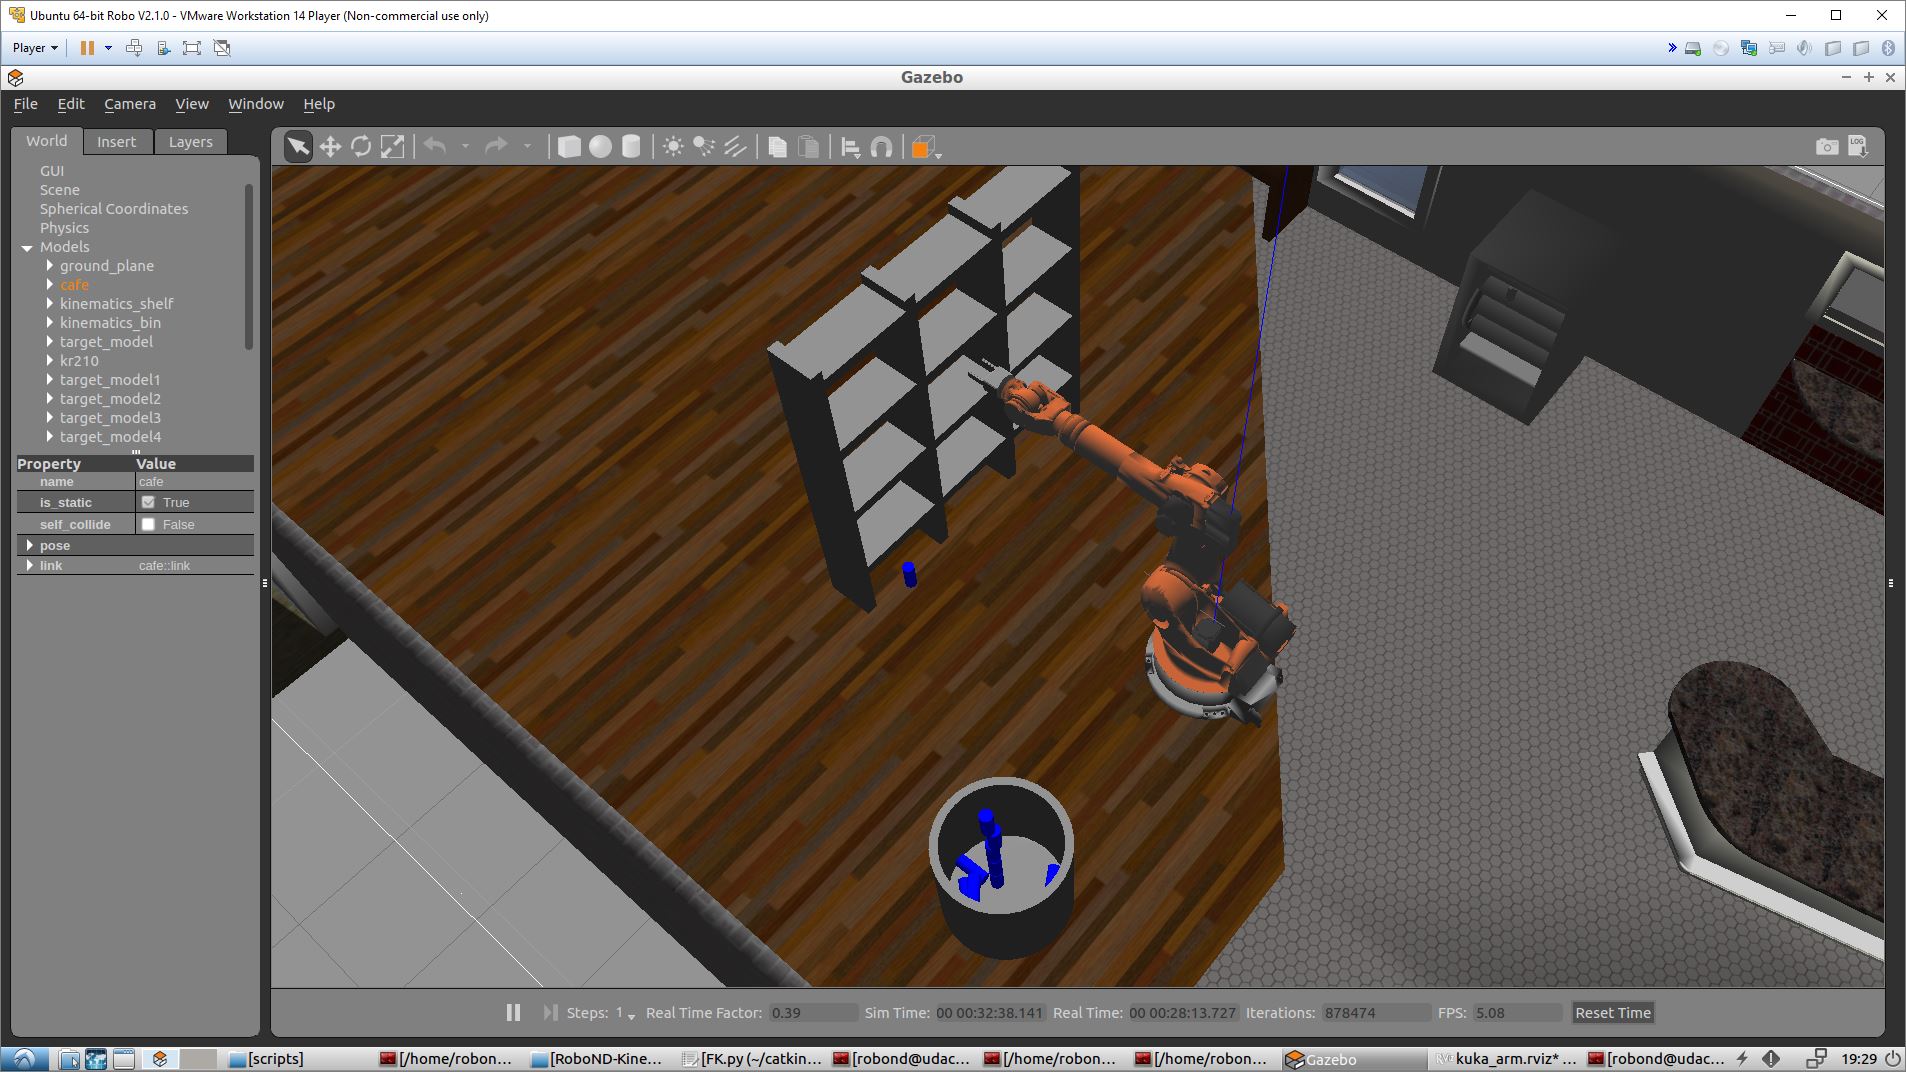 Ubuntu 64-bit Robo V2.1.0 - VMware Workstation 14 Player (Non-commercial use only)
Player
Gazebo
File Edit Camera View Window Help
World Insert Layers
LOG
GUI
Scene
Spherical Coordinates
Physics
Models
ground_plane
cafe
kinematics_shelf
kinematics_bin
target_model
kr210
target_model1
target_model2
target_model3
target_model4
Property Value
name cafe
is_static True
self_collide False
pose
link cafe::link
Steps: 1 Real Time Factor: 0.39 Sim Time: 00 00:32:38.141 Real Time: 00 00:28:13.727 Iterations: 878474 FPS: 5.08 Reset Time
[scripts] [/home/robon... [RoboND-Kine... [FK.py (~/catkin... [robond@udac... [/home/robon... [/home/robon... Gazebo kuka_arm.rviz* ... [robond@udac... 19:29